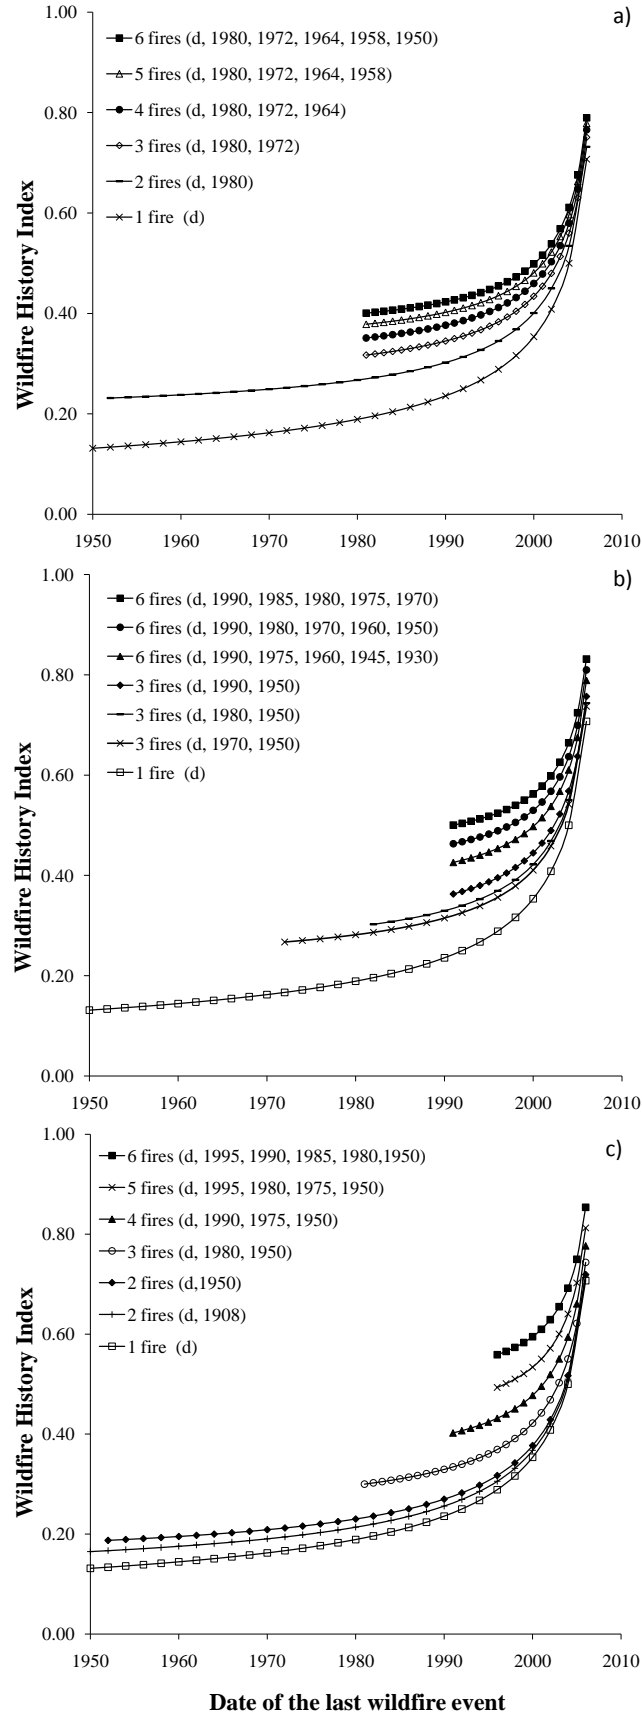 a)
1.00
6 fires (d, 1980, 1972, 1964, 1958, 1950)
5 fires (d, 1980, 1972, 1964, 1958)
0.80
4 fires (d, 1980, 1972, 1964)
3 fires (d, 1980, 1972)
2 fires (d, 1980)
0.60
1 fire (d)
0.40
0.20
0.00
Wildfire History Index
1950 1960 1970 1980 1990 2000 2010
b)
1.00
6 fires (d, 1990, 1985, 1980, 1975, 1970)
6 fires (d, 1990, 1980, 1970, 1960, 1950)
6 fires (d, 1990, 1975, 1960, 1945, 1930)
0.80
3 fires (d, 1990, 1950)
3 fires (d, 1980, 1950)
3 fires (d, 1970, 1950)
1 fire (d)
0.60
0.40
0.20
0.00
Wildfire History Index
1950 1960 1970 1980 1990 2000 2010
1.00
c)
6 fires (d, 1995, 1990, 1985, 1980,1950)
5 fires (d, 1995, 1980, 1975, 1950)
4 fires (d, 1990, 1975, 1950)
0.80
3 fires (d, 1980, 1950)
2 fires (d,1950)
2 fires (d, 1908)
0.60
1 fire (d)
0.40
0.20
0.00
Wildfire History Index
1950 1960 1970 1980 1990 2000 2010
Date of the last wildfire event